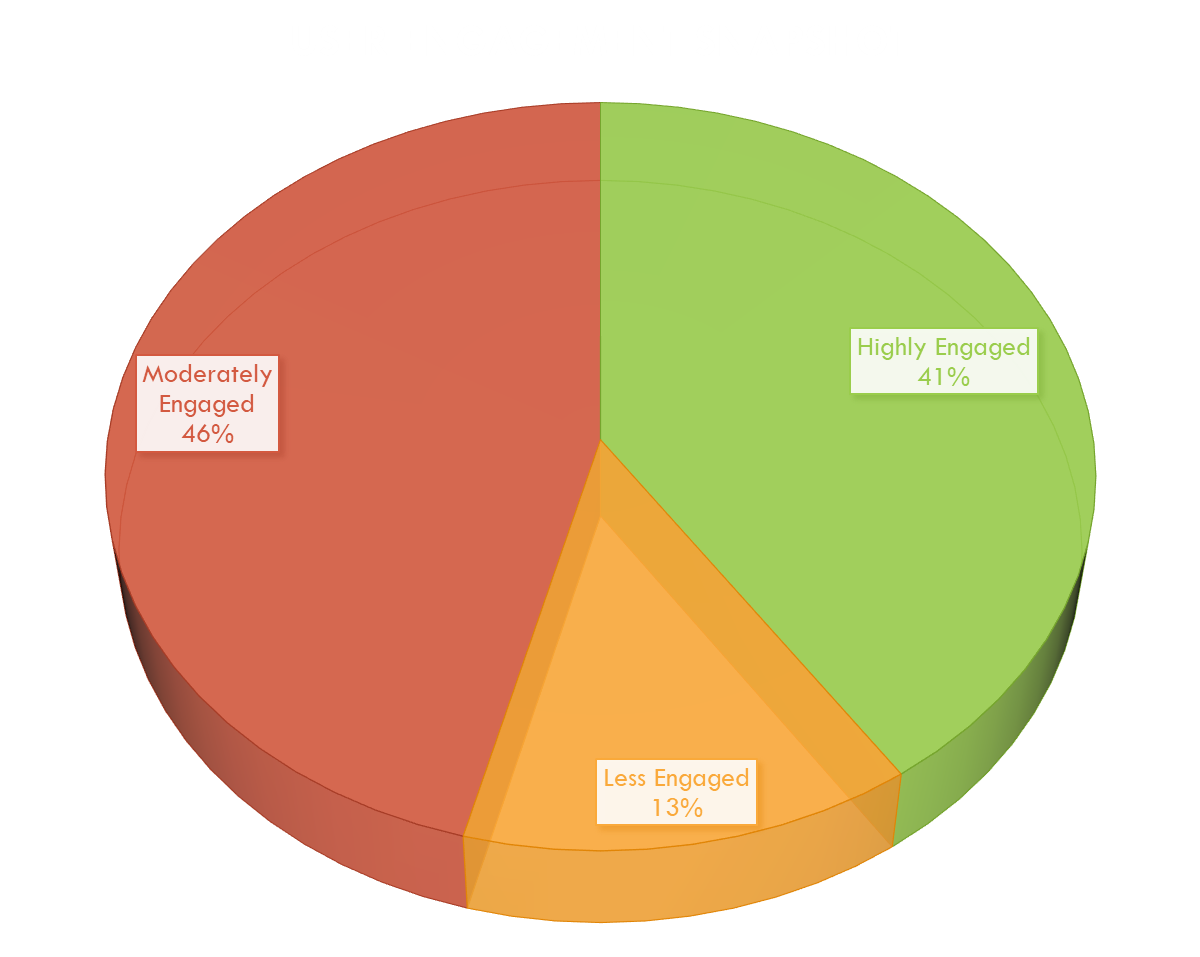 Highly Engaged
41%
Moderately
Engaged
46%
Less Engaged
13%